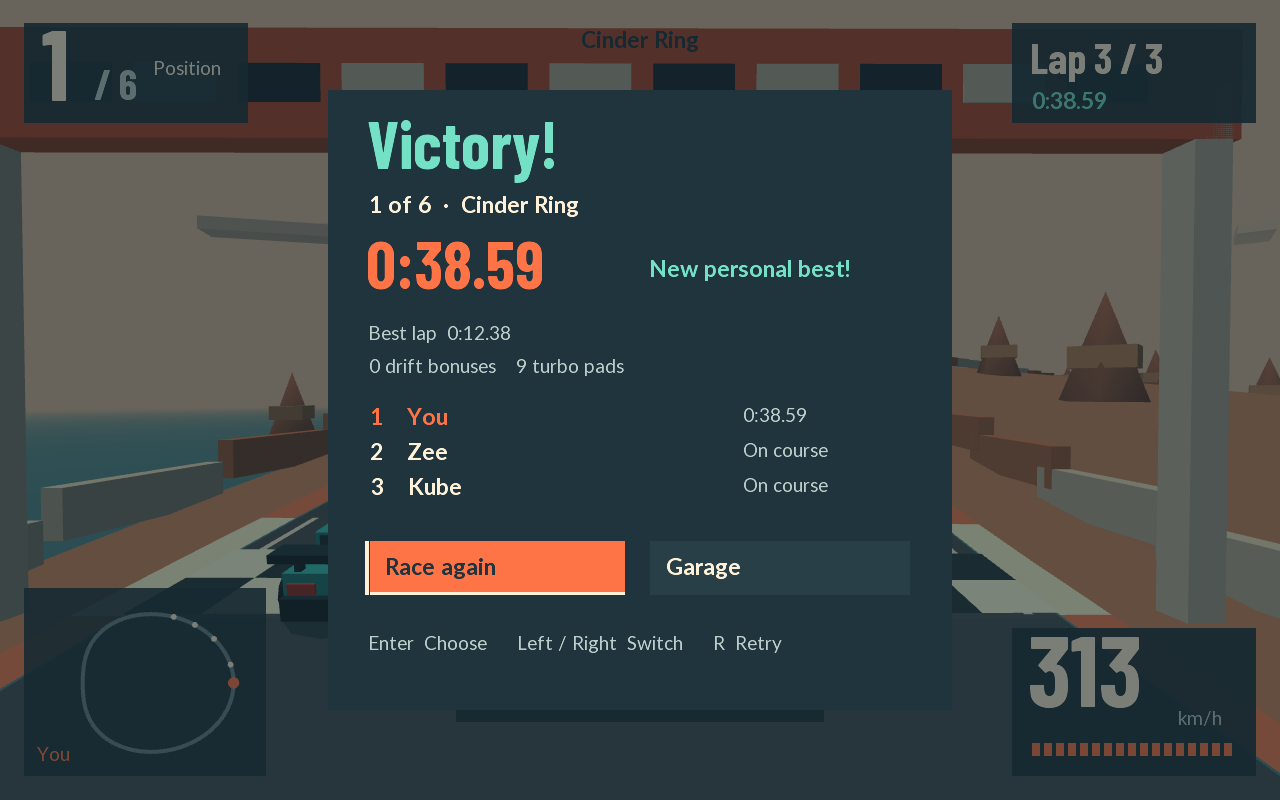 Cinder Ring
1 / 6 Position
Lap 3 / 3
0:38.59
Victory!
1 of 6 · Cinder Ring
0:38.59
New personal best!
Best lap 0:12.38
0 drift bonuses 9 turbo pads
1 You 0:38.59
2 Zee On course
3 Kube On course
Race again
Garage
Enter Choose Left / Right Switch R Retry
You
313
km/h